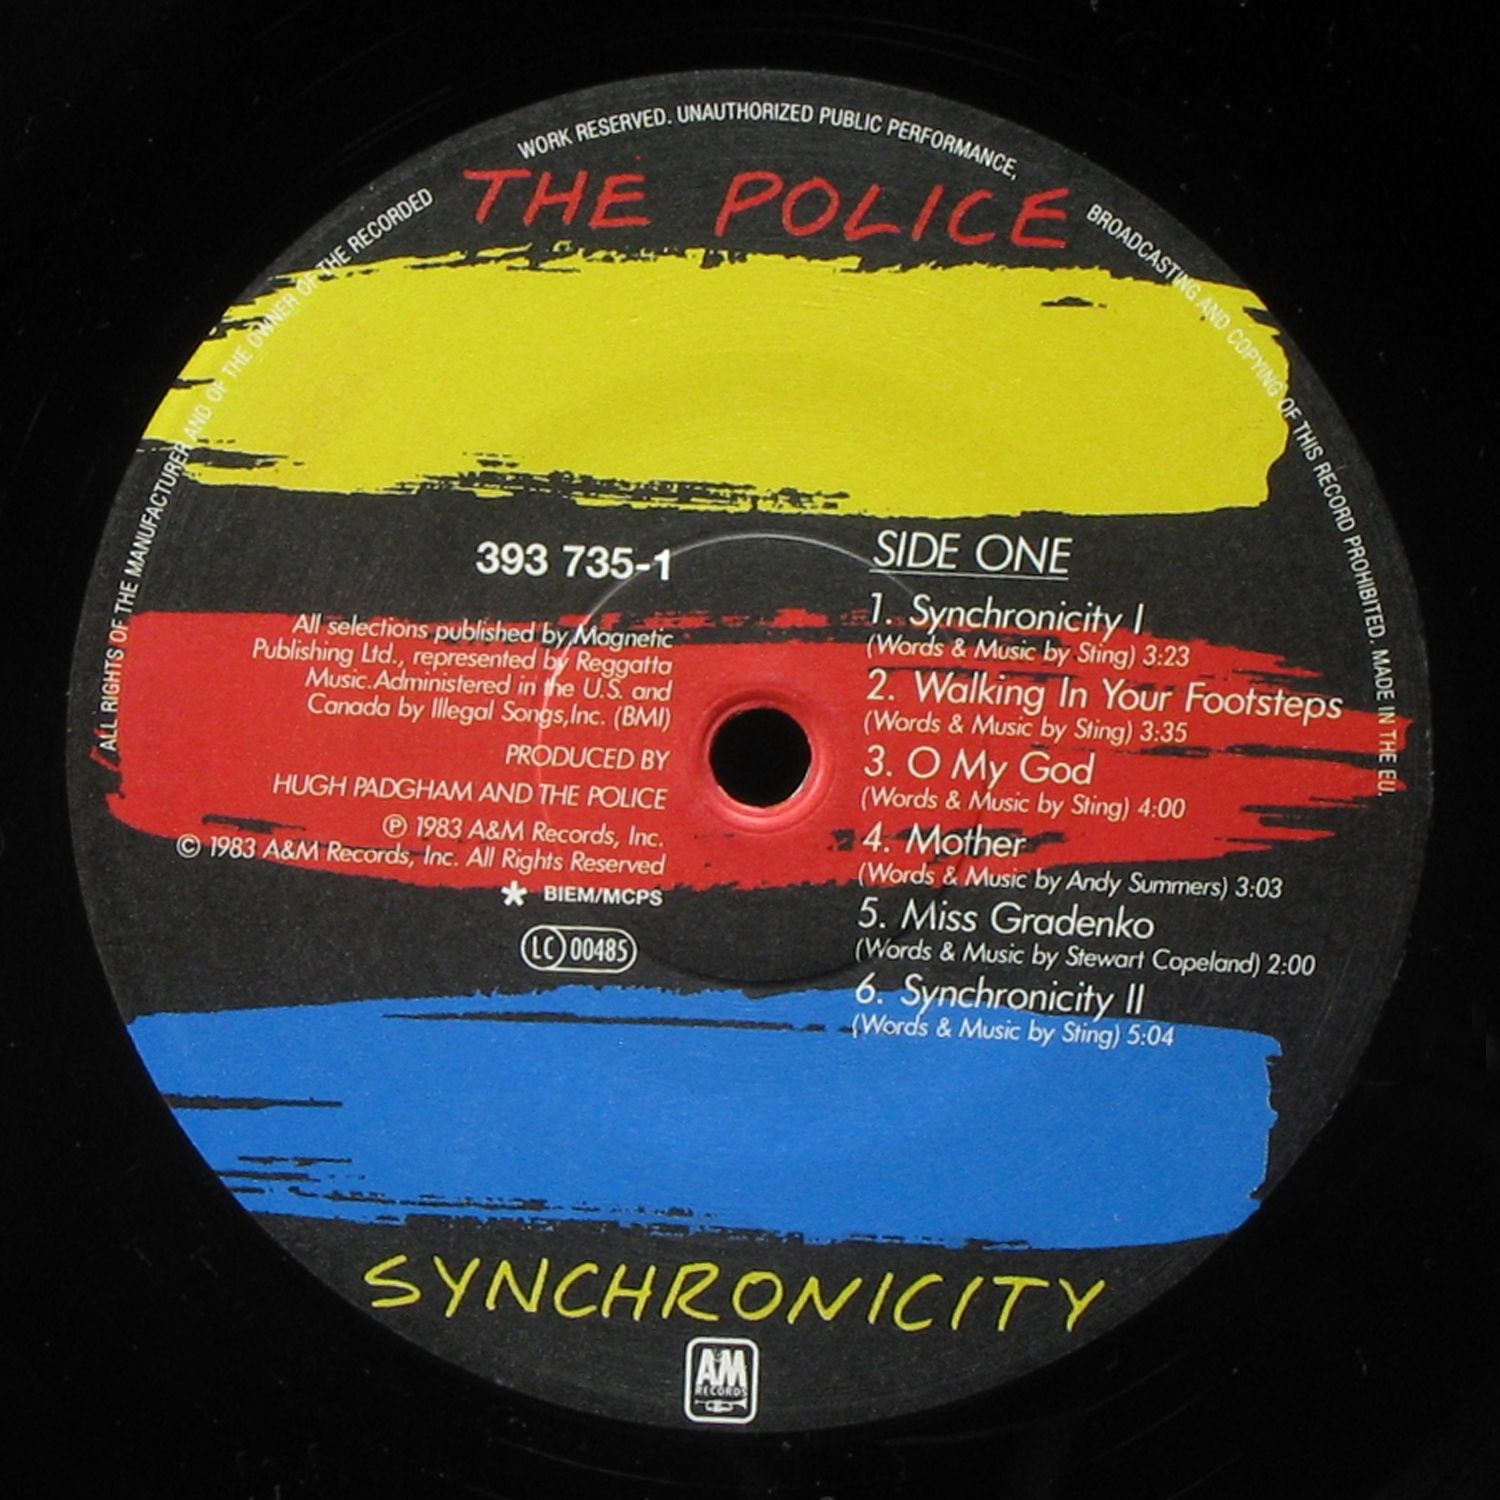 ALL RIGHTS OF THE MANUFACTURER AND OF THE OWNER OF THE RECORDED WORK RESERVED. UNAUTHORIZED PUBLIC PERFORMANCE, BROADCASTING AND COPYING OF THIS RECORD PROHIBITED. MADE IN THE EU.
THE POLICE
393 735-1
All selections published by Magnetic
Publishing Ltd., represented by Reggatta
Music.Administered in the U.S. and
Canada by Illegal Songs,Inc. (BMI)
PRODUCED BY
HUGH PADGHAM AND THE POLICE
℗ 1983 A&M Records, Inc.
© 1983 A&M Records, Inc. All Rights Reserved
* BIEM/MCPS
LC 00485
SIDE ONE
1. Synchronicity I
(Words & Music by Sting) 3:23
2. Walking In Your Footsteps
(Words & Music by Sting) 3:35
3. O My God
(Words & Music by Sting) 4:00
4. Mother
(Words & Music by Andy Summers) 3:03
5. Miss Gradenko
(Words & Music by Stewart Copeland) 2:00
6. Synchronicity II
(Words & Music by Sting) 5:04
SYNCHRONICITY
A&M
RECORDS